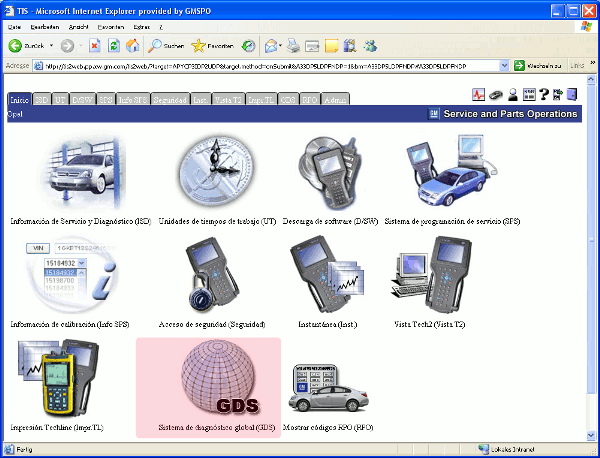 TIS - Microsoft Internet Explorer provided by GMSPO
Datei Bearbeiten Ansicht Favoriten Extras ?
Zurück Suchen Favoriten
Adresse Wechseln zu Links
Inicio ISD UT D/SW SPS Info SPS Seguridad Inst. Vista T2 Impr.TL GDS RPO Admin
Opel GM Service and Parts Operations
Información de Servicio y Diagnóstico (ISD) Unidades de tiempos de trabajo (UT) Descarga de software (D/SW) Sistema de programación de servicio (SPS)
VIN
15184932
15184932
15198700
Información de calibración (Info SPS) Acceso de seguridad (Seguridad) Instantánea (Inst.) Vista Tech2 (Vista T2)
GDS
Impresión Techline (Impr.TL) Sistema de diagnóstico global (GDS) Mostrar códigos RPO (RPO)
Fertig Lokales Intranet